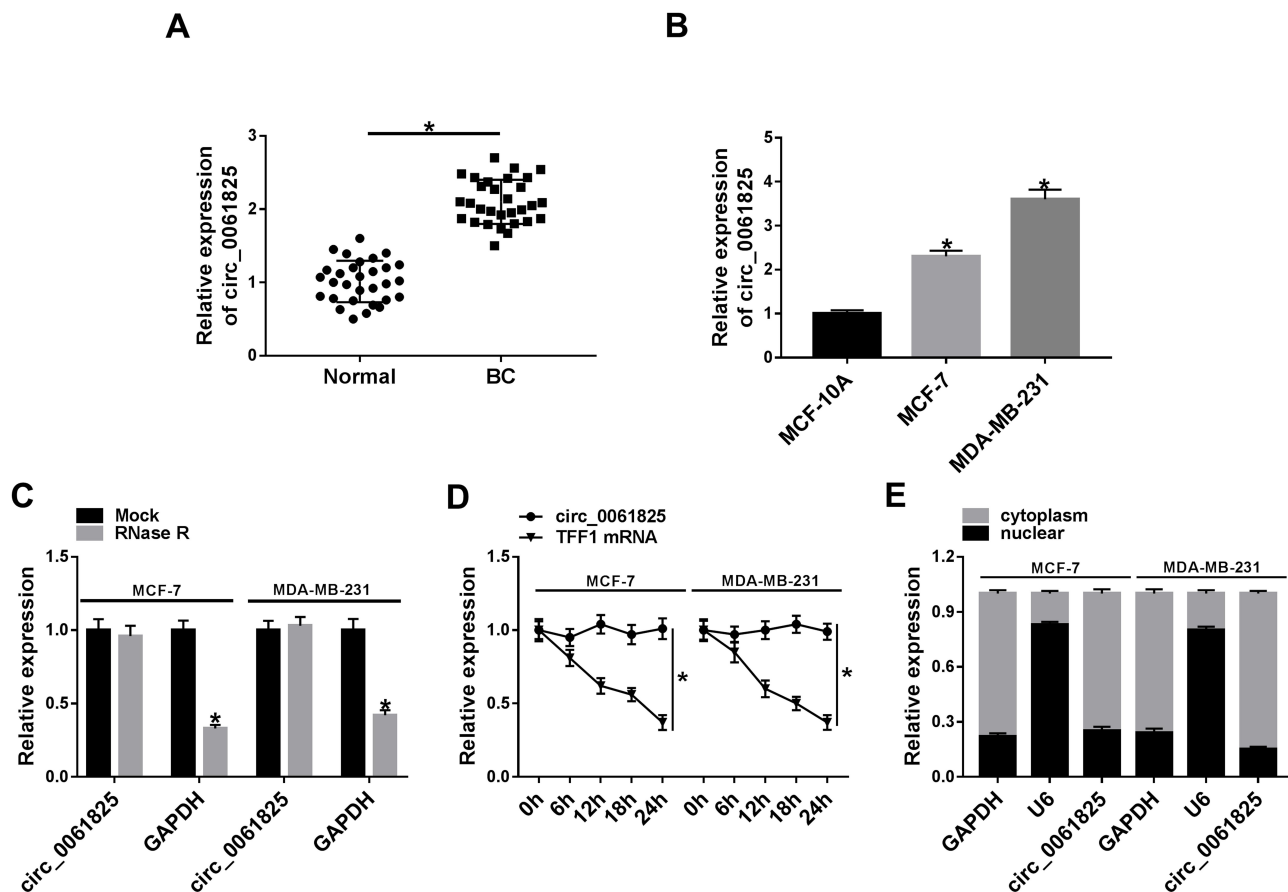 A
Relative expression
of circ_0061825
3
2
1
0
*
Normal
BC
B
Relative expression
of circ_0061825
5
4
3
2
1
0
*
*
MCF-10A
MCF-7
MDA-MB-231
C
Mock
RNase R
Relative expression
1.5
1.0
0.5
0.0
MCF-7
MDA-MB-231
*
*
circ_0061825
GAPDH
circ_0061825
GAPDH
D
circ_0061825
TFF1 mRNA
Relative expression
1.5
1.0
0.5
0.0
MCF-7
MDA-MB-231
*
*
0h
6h
12h
18h
24h
0h
6h
12h
18h
24h
E
cytoplasm
nuclear
Relative expression
1.2
0.9
0.6
0.3
0.0
MCF-7
MDA-MB-231
GAPDH
U6
circ_0061825
GAPDH
U6
circ_0061825